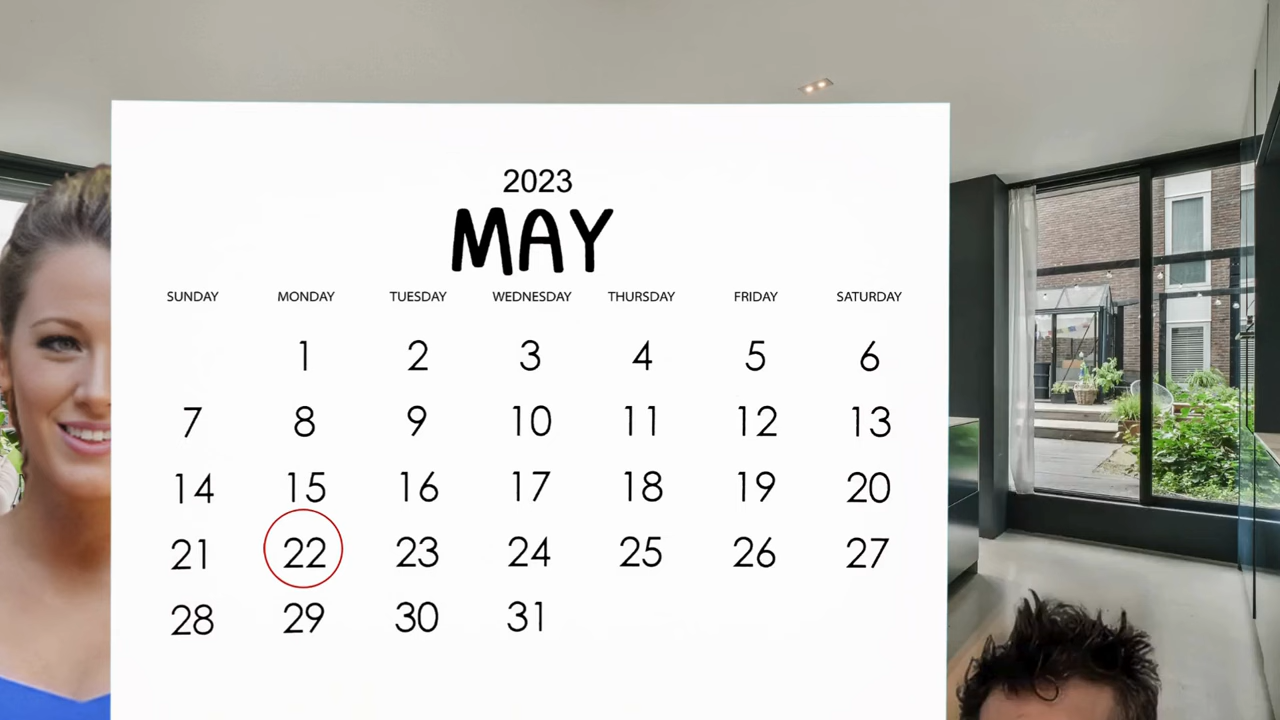 2023
MAY
SUNDAY MONDAY TUESDAY WEDNESDAY THURSDAY FRIDAY SATURDAY
1 2 3 4 5 6
7 8 9 10 11 12 13
14 15 16 17 18 19 20
21 22 23 24 25 26 27
28 29 30 31